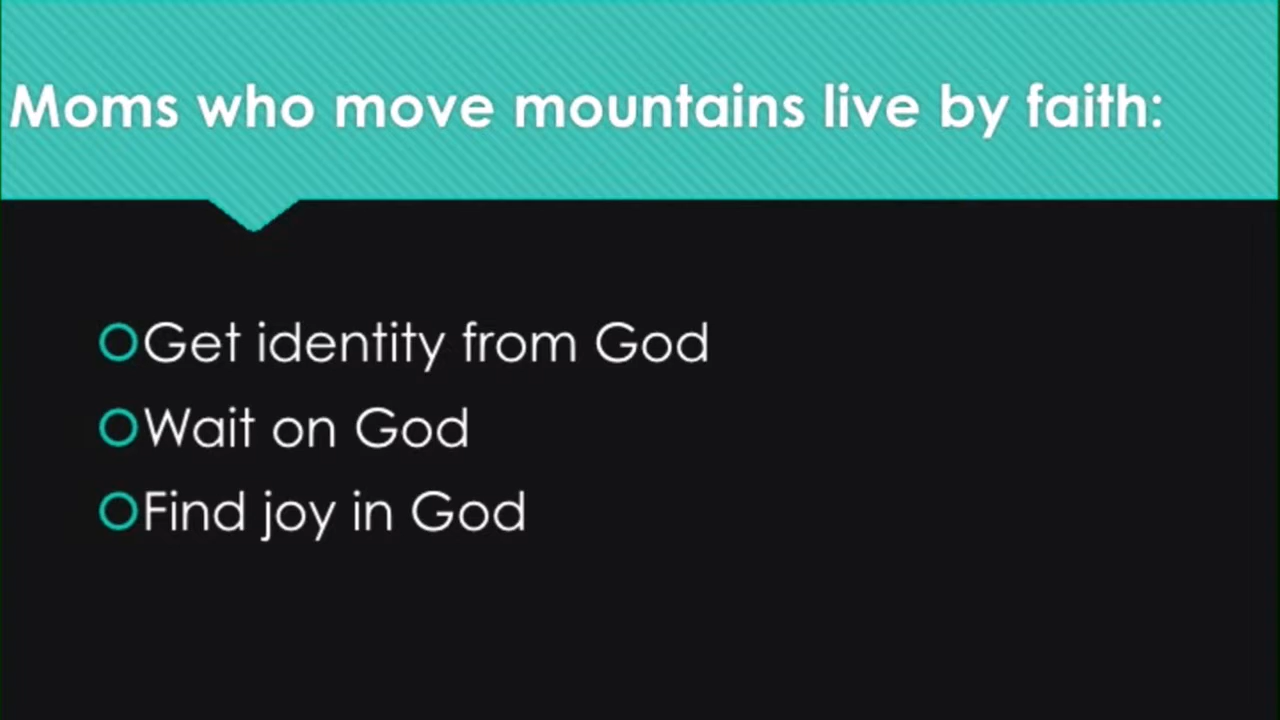 Moms who move mountains live by faith:
Get identity from God
Wait on God
Find joy in God